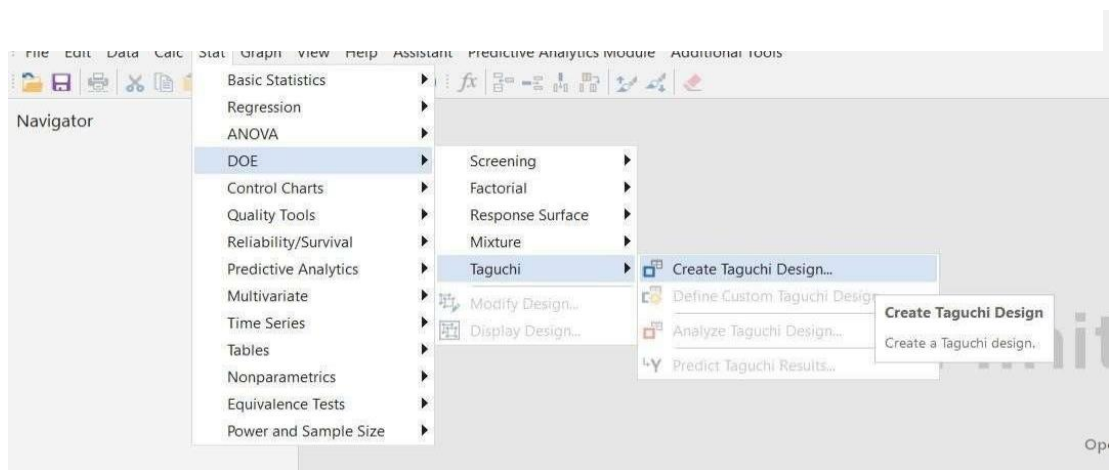 File Edit Data Calc Stat Graph View Help Assistant Predictive Analytics Module Additional Tools
fx
Navigator
Basic Statistics
Regression
ANOVA
DOE
Control Charts
Quality Tools
Reliability/Survival
Predictive Analytics
Multivariate
Time Series
Tables
Nonparametrics
Equivalence Tests
Power and Sample Size
Screening
Factorial
Response Surface
Mixture
Taguchi
Modify Design...
Display Design...
Create Taguchi Design...
Define Custom Taguchi Design
Analyze Taguchi Design...
Predict Taguchi Results...
Create Taguchi Design
Create a Taguchi design.